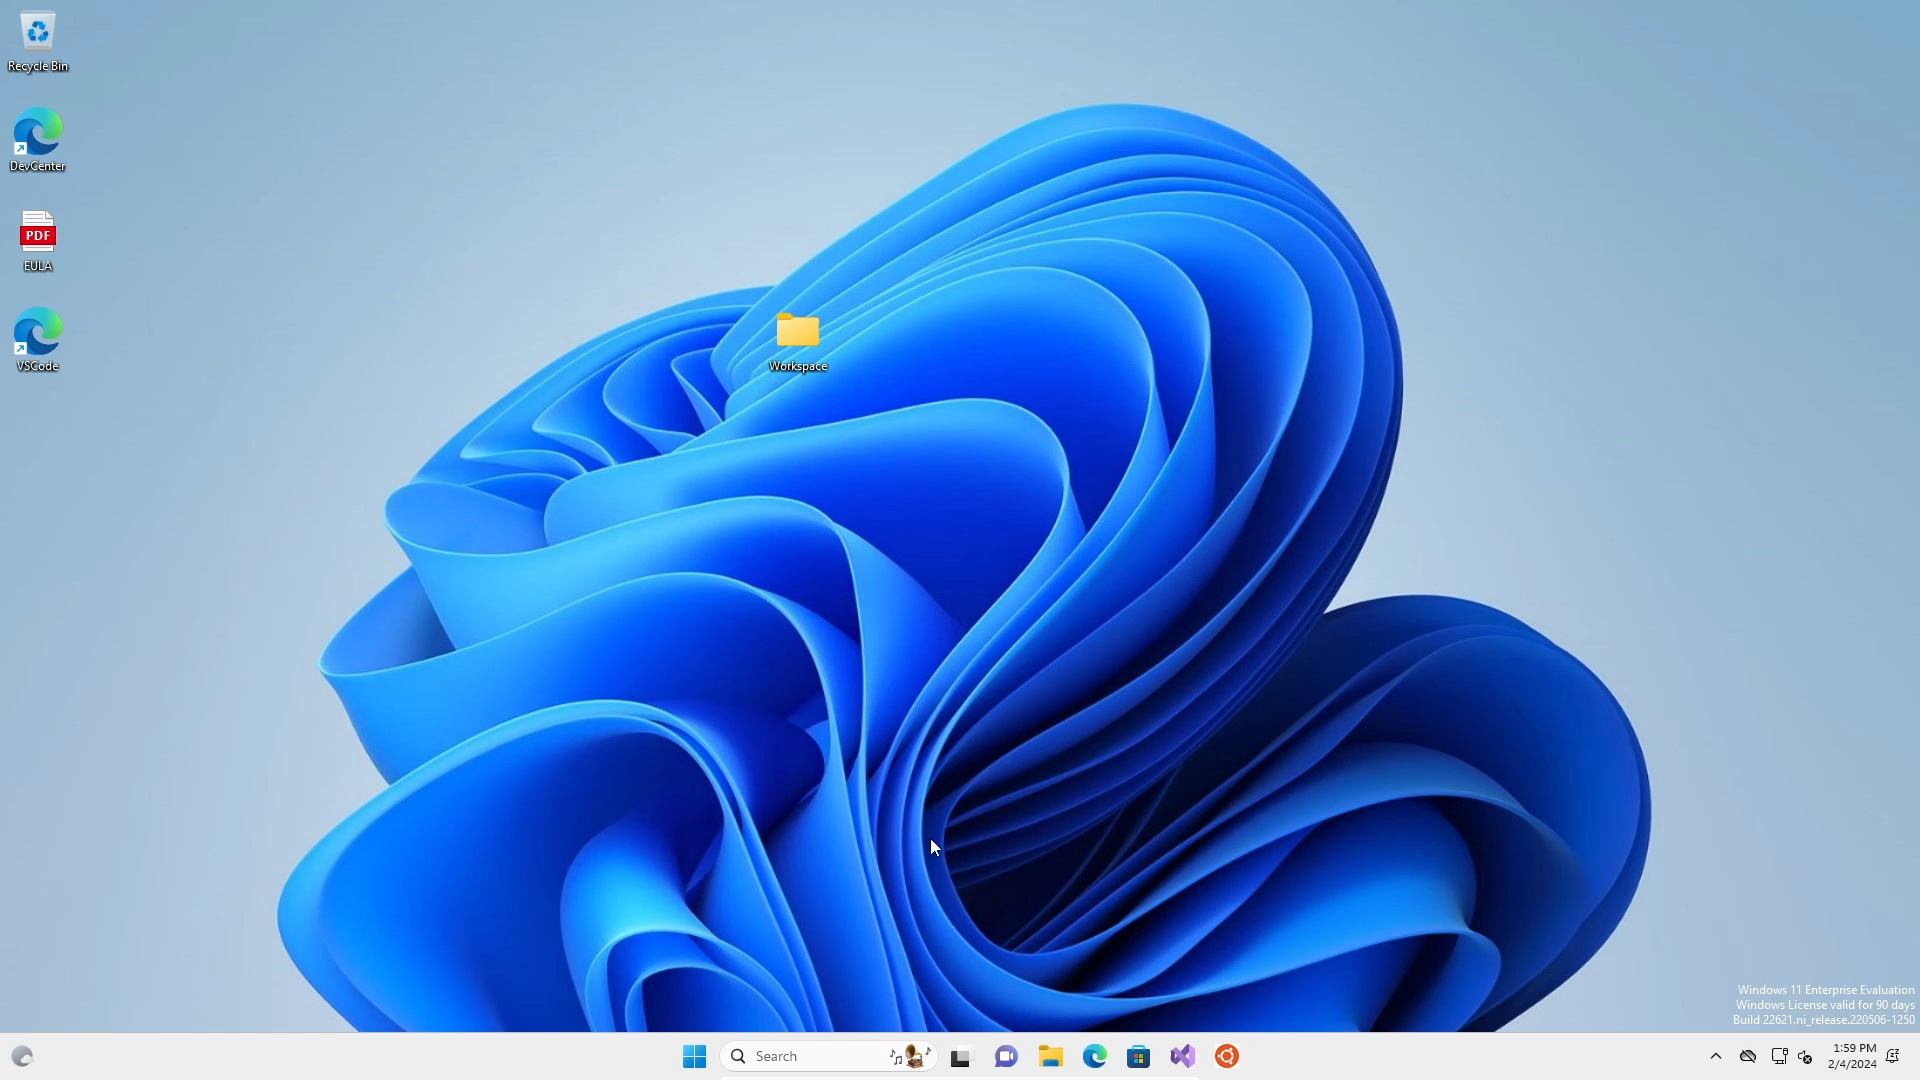 Recycle Bin
DevCenter
PDF
EULA
VSCode
Workspace
Windows 11 Enterprise Evaluation
Windows License valid for 90 days
Build 22621.ni_release.220506-1250
Search
1:59 PM
2/4/2024